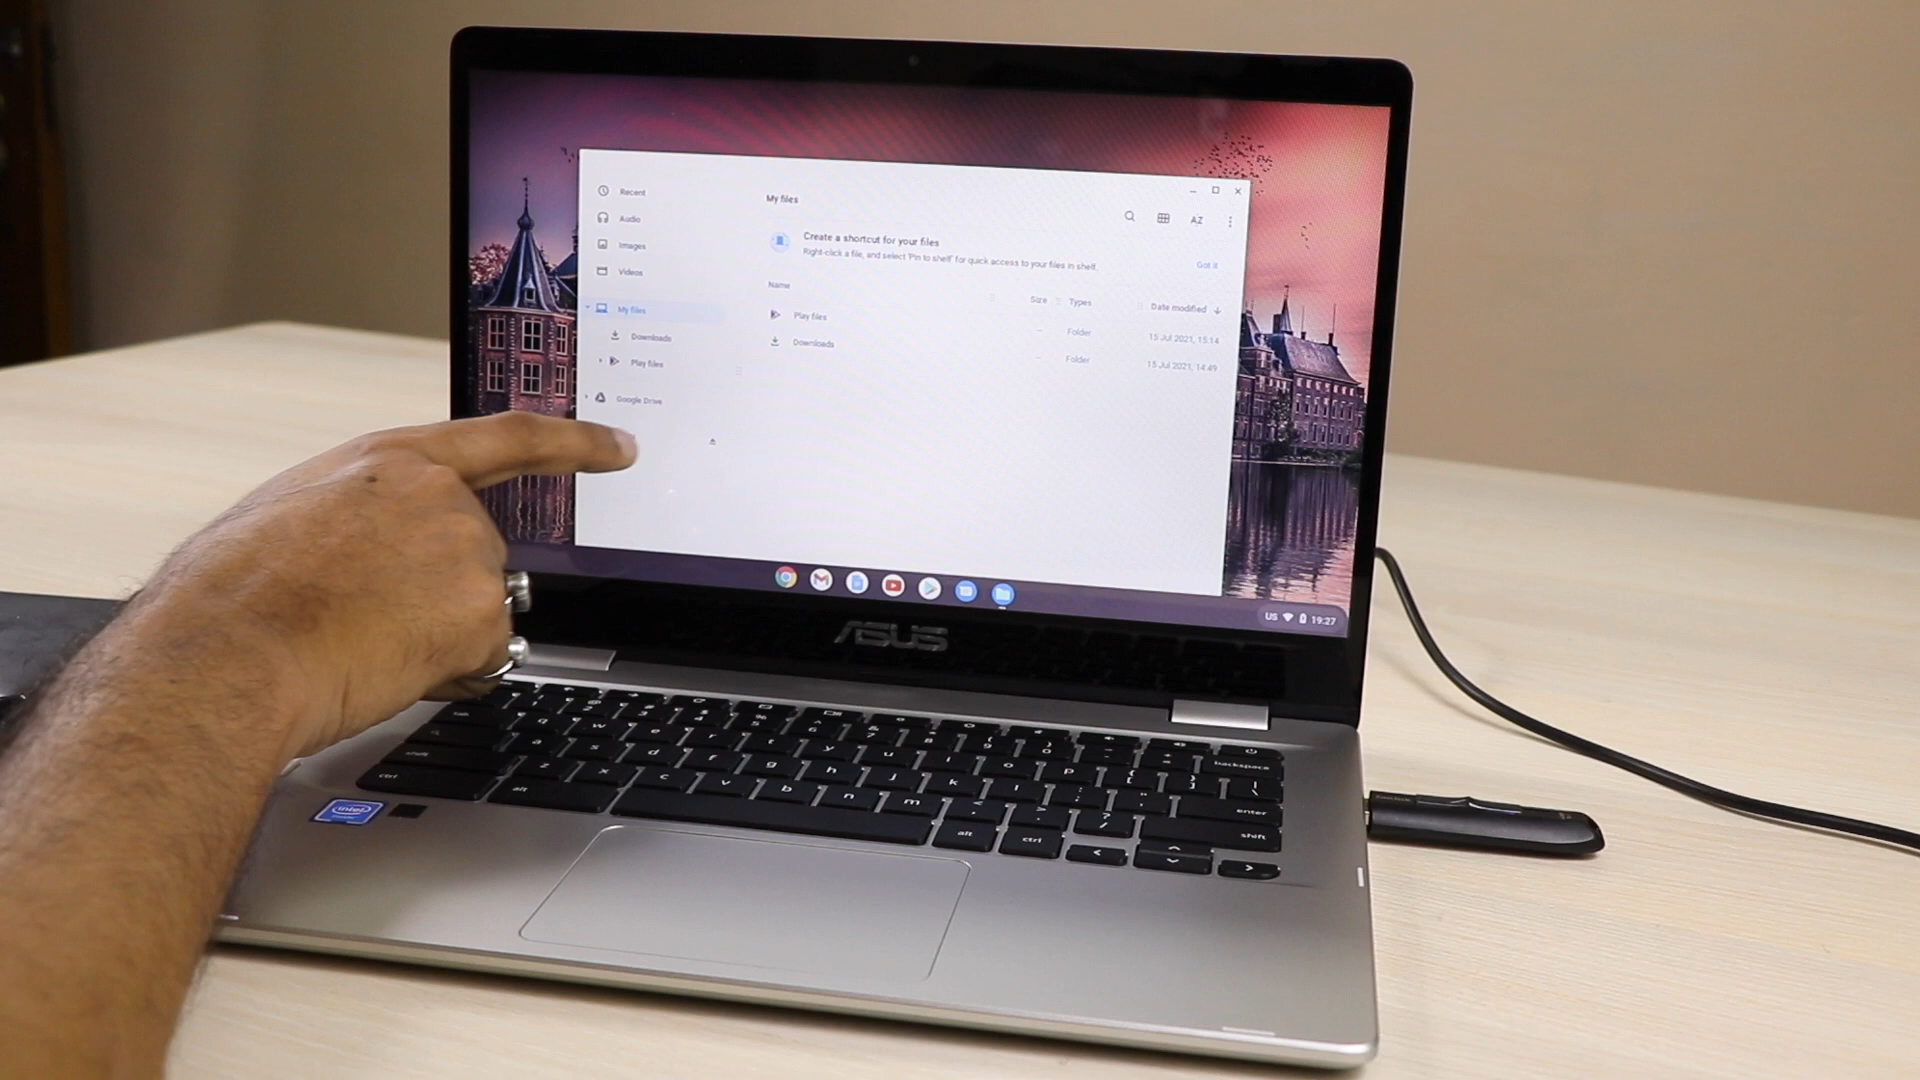 Recent
Audio
Images
Videos
My files
Downloads
Play files
Google Drive
My files
Create a shortcut for your files
Right-click a file, and select 'Pin to shelf' for quick access to your files in shelf.
Got it
Name
Size
Types
Date modified
Play files
Folder
15 Jul 2021, 15:14
Downloads
Folder
15 Jul 2021, 14:49
AZ
US
19:27
ASUS
backspace
q w e r t y u i o p
tab
a s d f g h j k l
enter
shift
z x c v b n m
shift
ctrl
alt
alt
ctrl
intel